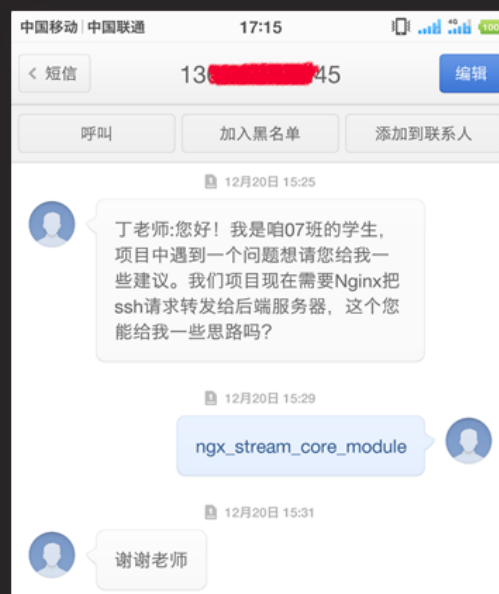 中国移动 中国联通 17:15 4G 100
短信 130 45 编辑
呼叫 加入黑名单 添加到联系人
1 12月20日 15:25
丁老师:您好！我是咱07班的学生，
项目中遇到一个问题想请您给我一
些建议。我们项目现在需要Nginx把
ssh请求转发给后端服务器，这个您
能给我一些思路吗?
1 12月20日 15:29
ngx_stream_core_module
1 12月20日 15:31
谢谢老师